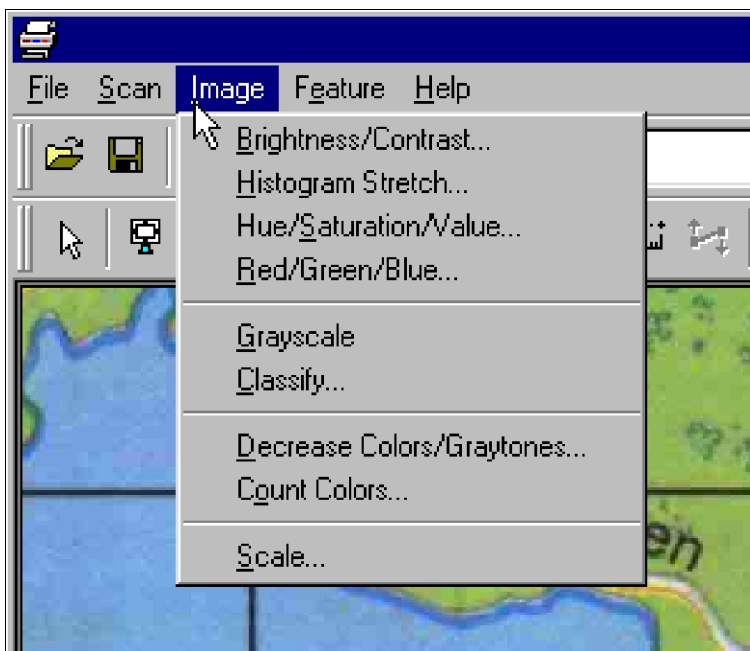 File Scan Image Feature Help
Brightness/Contrast...
Histogram Stretch...
Hue/Saturation/Value...
Red/Green/Blue...
Grayscale
Classify...
Decrease Colors/Graytones...
Count Colors...
Scale...
en